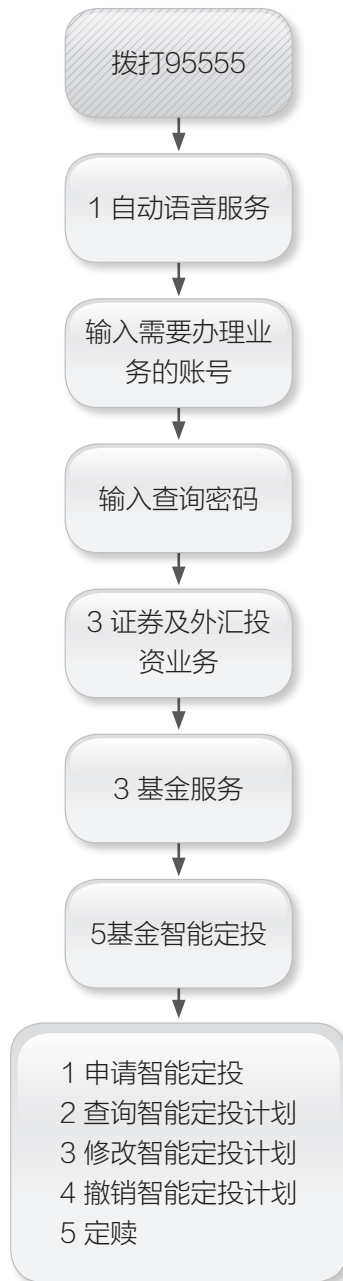 拨打95555
1 自动语音服务
输入需要办理业
务的账号
输入查询密码
3 证券及外汇投
资业务
3 基金服务
5基金智能定投
1 申请智能定投
2 查询智能定投计划
3 修改智能定投计划
4 撤销智能定投计划
5 定赎